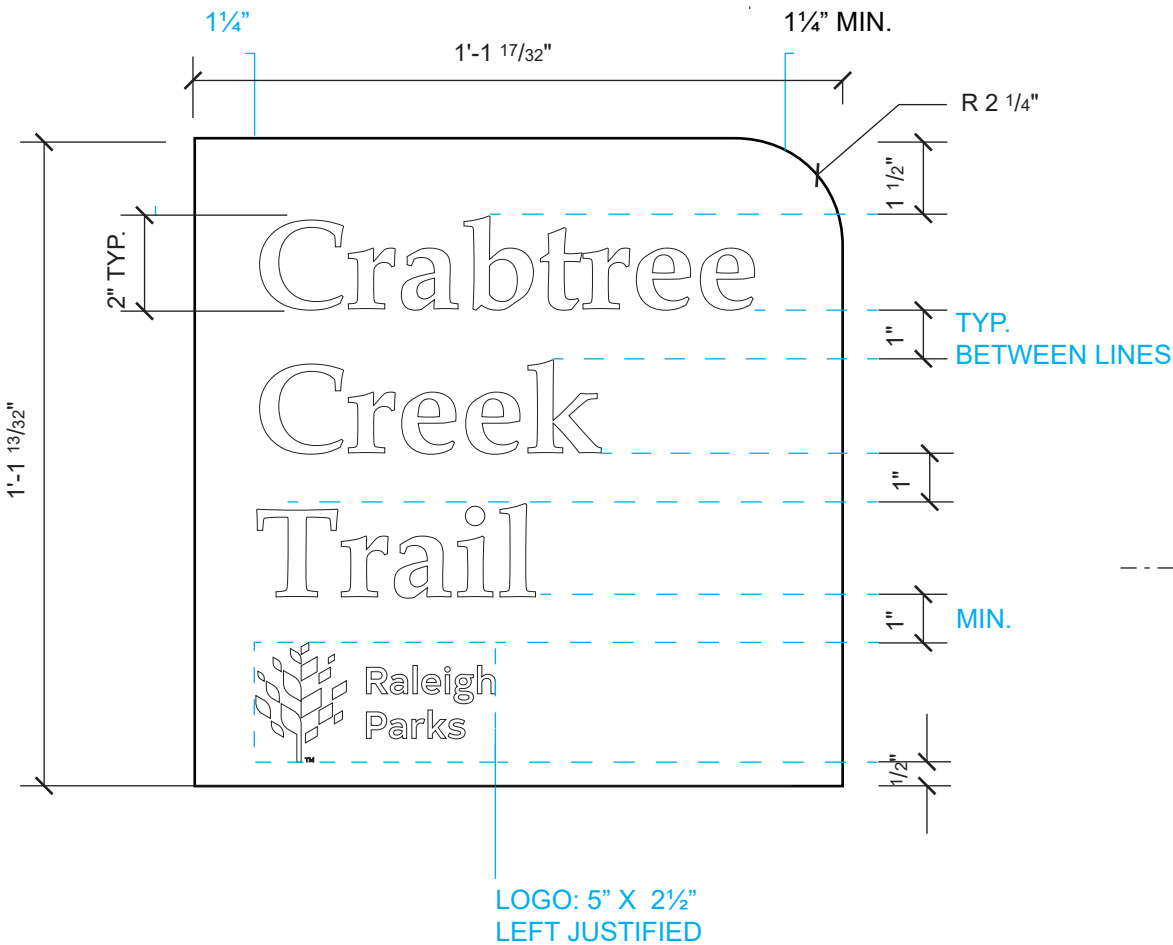 1¼”
1¼” MIN.
1'-1 17/32"
R 2 1/4"
1 1/2"
2" TYP.
Crabtree
1"
TYP.
BETWEEN LINES
Creek
1'-1 13/32"
1"
Trail
1"
MIN.
Raleigh
Parks
TM
1/2"
LOGO: 5” X 2½”
LEFT JUSTIFIED